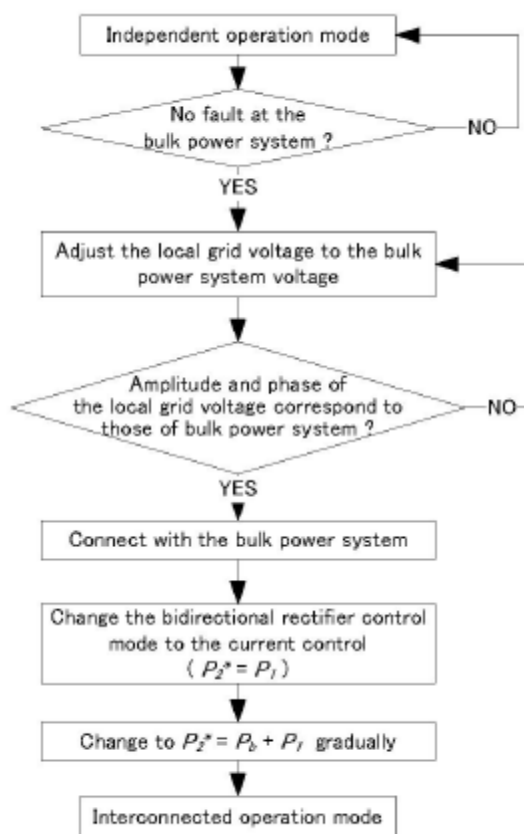 Independent operation mode
No fault at the
bulk power system ?
NO
YES
Adjust the local grid voltage to the bulk
power system voltage
Amplitude and phase of
the local grid voltage correspond to
those of bulk power system ?
NO
YES
Connect with the bulk power system
Change the bidirectional rectifier control
mode to the current control
( P₂* = P₁ )
Change to P₂* = P_b + P₁ gradually
Interconnected operation mode